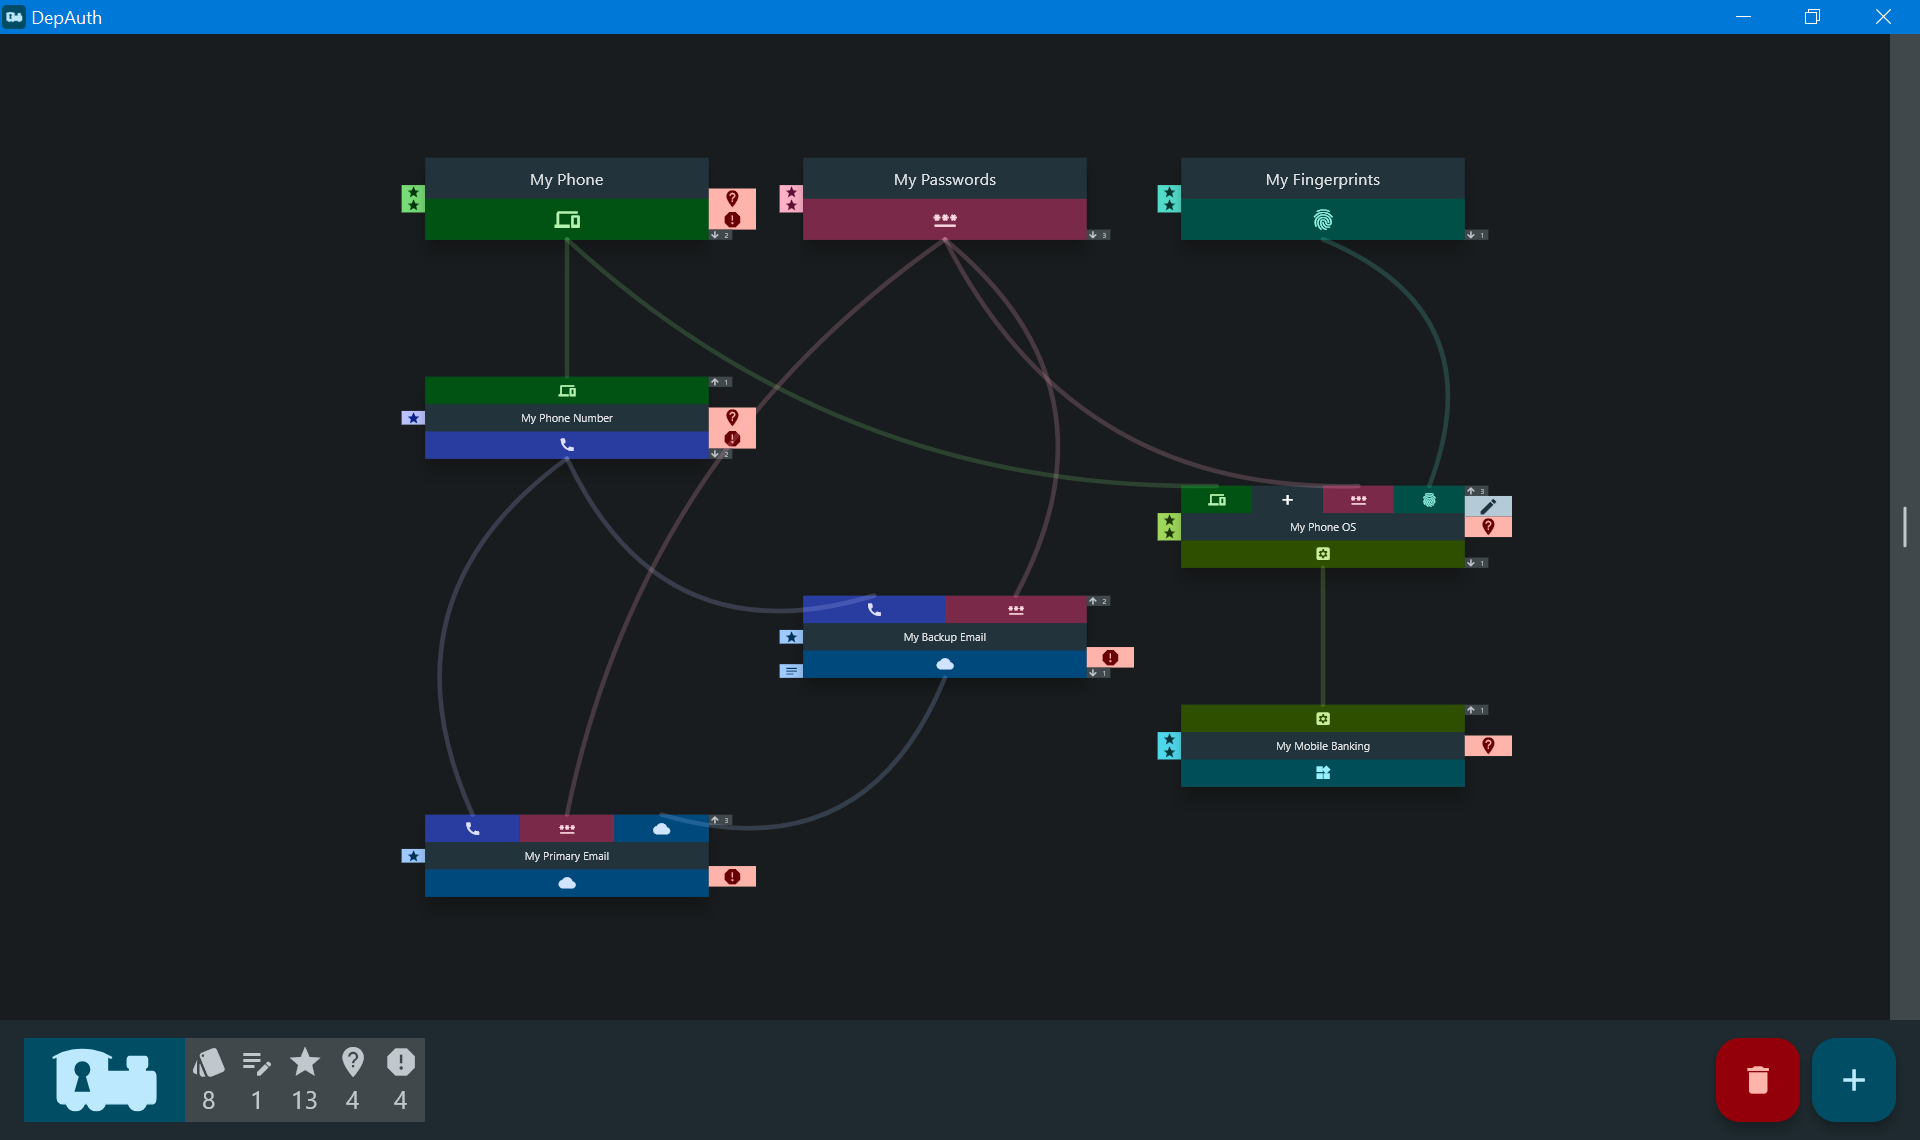 DepAuth
My Phone
My Passwords
My Fingerprints
2
3
1
1
My Phone Number
2
3
My Phone OS
1
2
My Backup Email
1
1
My Mobile Banking
3
My Primary Email
8 1 13 4 4